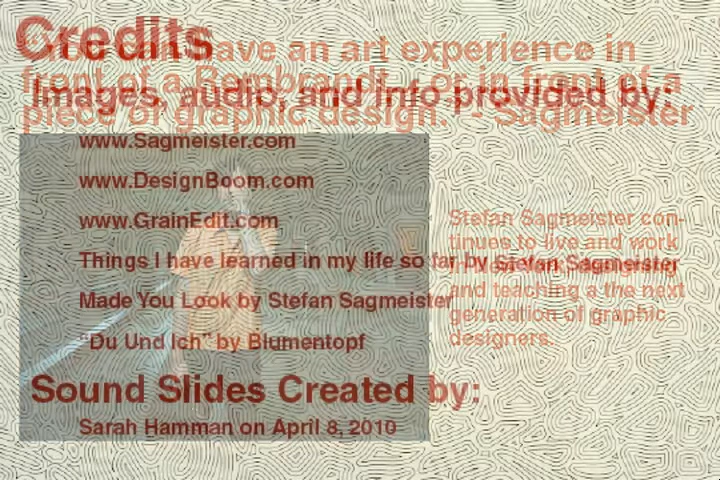 Credits
ave an art experience in
front of a Rembrandt - or in front of a
piece of graphic design." - Sagmeister
Images, audio, and info provided by:
www.Sagmeister.com
www.DesignBoom.com
www.GrainEdit.com
Things I have learned in my life so far by Stefan Sagmeister
Made You Look by Stefan Sagmeister
"Du Und Ich" by Blumentopf
Stefan Sagmeister con-
tinues to live and work
and teaching a the next
generation of graphic
designers.
Sound Slides Created by:
Sarah Hamman on April 8, 2010